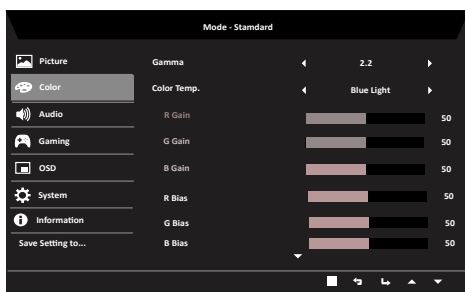 Mode - Stamdard
Picture
Gamma 2.2
Color
Color Temp. Blue Light
Audio
R Gain 50
Gaming
G Gain 50
OSD
B Gain 50
System
R Bias 50
Information
G Bias 50
Save Setting to...
B Bias 50